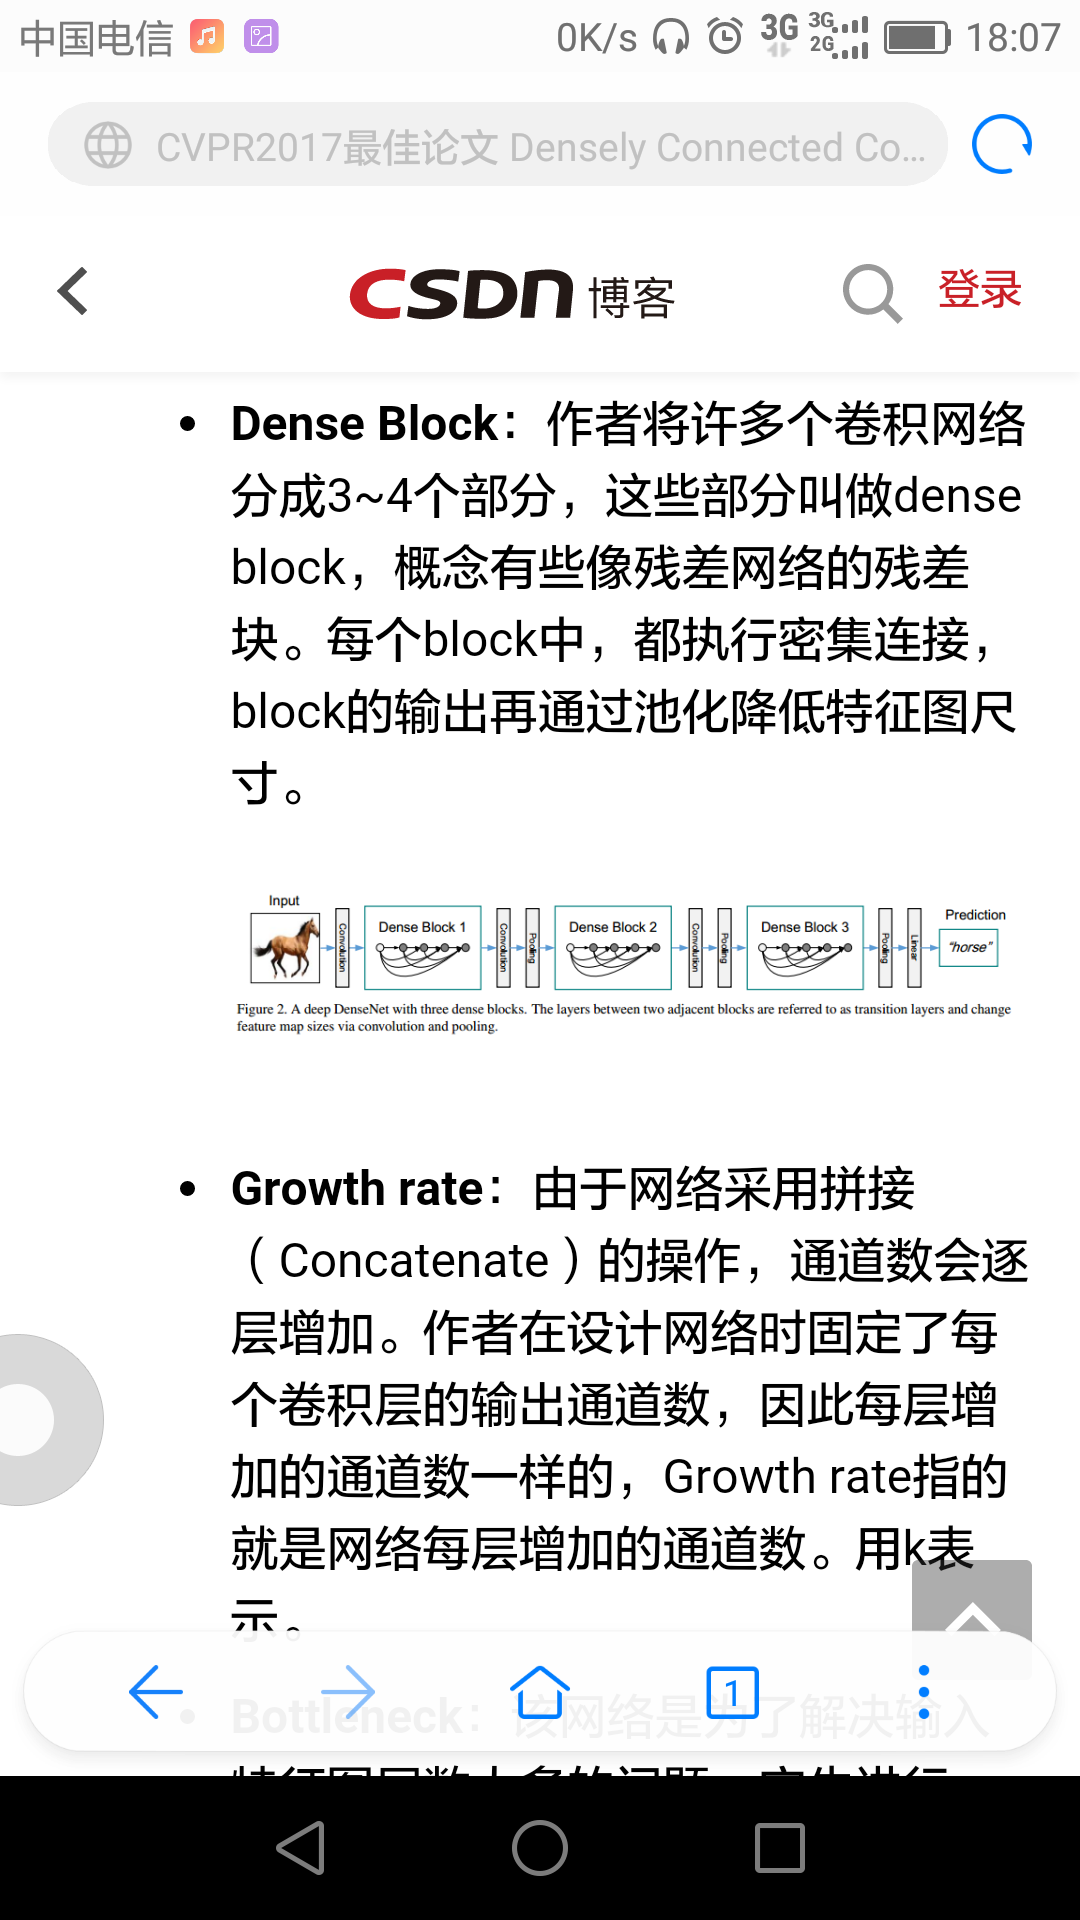 中国电信 0K/s 3G 3G 2G 18:07
CVPR2017最佳论文 Densely Connected Co...
CSDN 博客 登录
• Dense Block：作者将许多个卷积网络
分成3~4个部分，这些部分叫做dense
block，概念有些像残差网络的残差
块。每个block中，都执行密集连接，
block的输出再通过池化降低特征图尺
寸。
Input
Convolution
Dense Block 1
Convolution
Pooling
Dense Block 2
Convolution
Pooling
Dense Block 3
Pooling
Linear
Prediction
“horse”
Figure 2. A deep DenseNet with three dense blocks. The layers between two adjacent blocks are referred to as transition layers and change
feature map sizes via convolution and pooling.
• Growth rate：由于网络采用拼接
（Concatenate）的操作，通道数会逐
层增加。作者在设计网络时固定了每
个卷积层的输出通道数，因此每层增
加的通道数一样的，Growth rate指的
就是网络每层增加的通道数。用k表
示。
• Bottleneck：该网络是为了解决输入
1